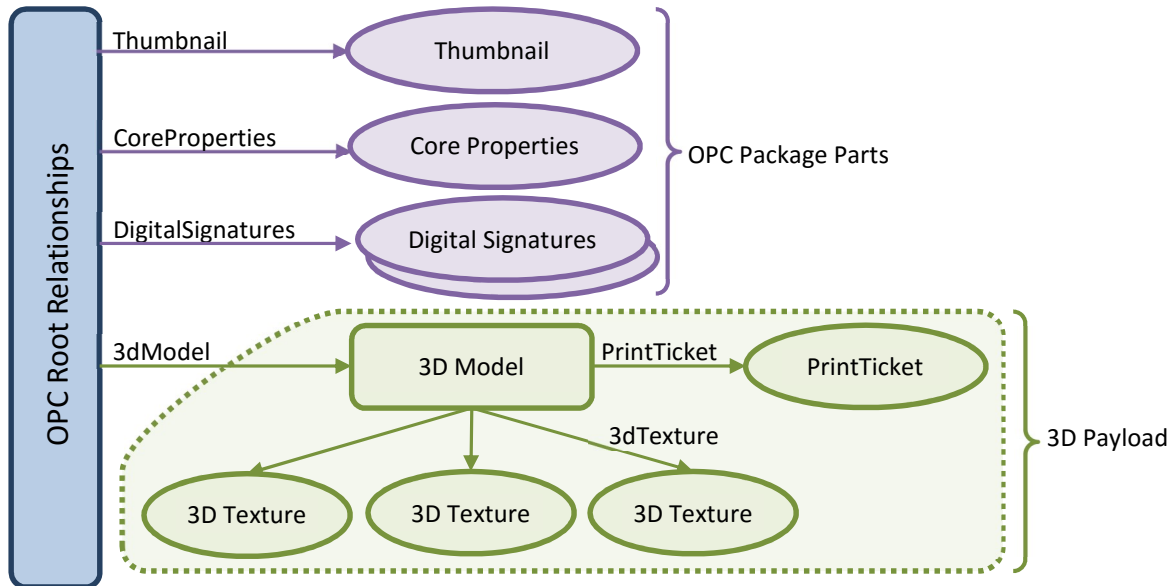 OPC Root Relationships
Thumbnail
Thumbnail
CoreProperties
Core Properties
OPC Package Parts
DigitalSignatures
Digital Signatures
3dModel
3D Model
PrintTicket
PrintTicket
3dTexture
3D Payload
3D Texture
3D Texture
3D Texture